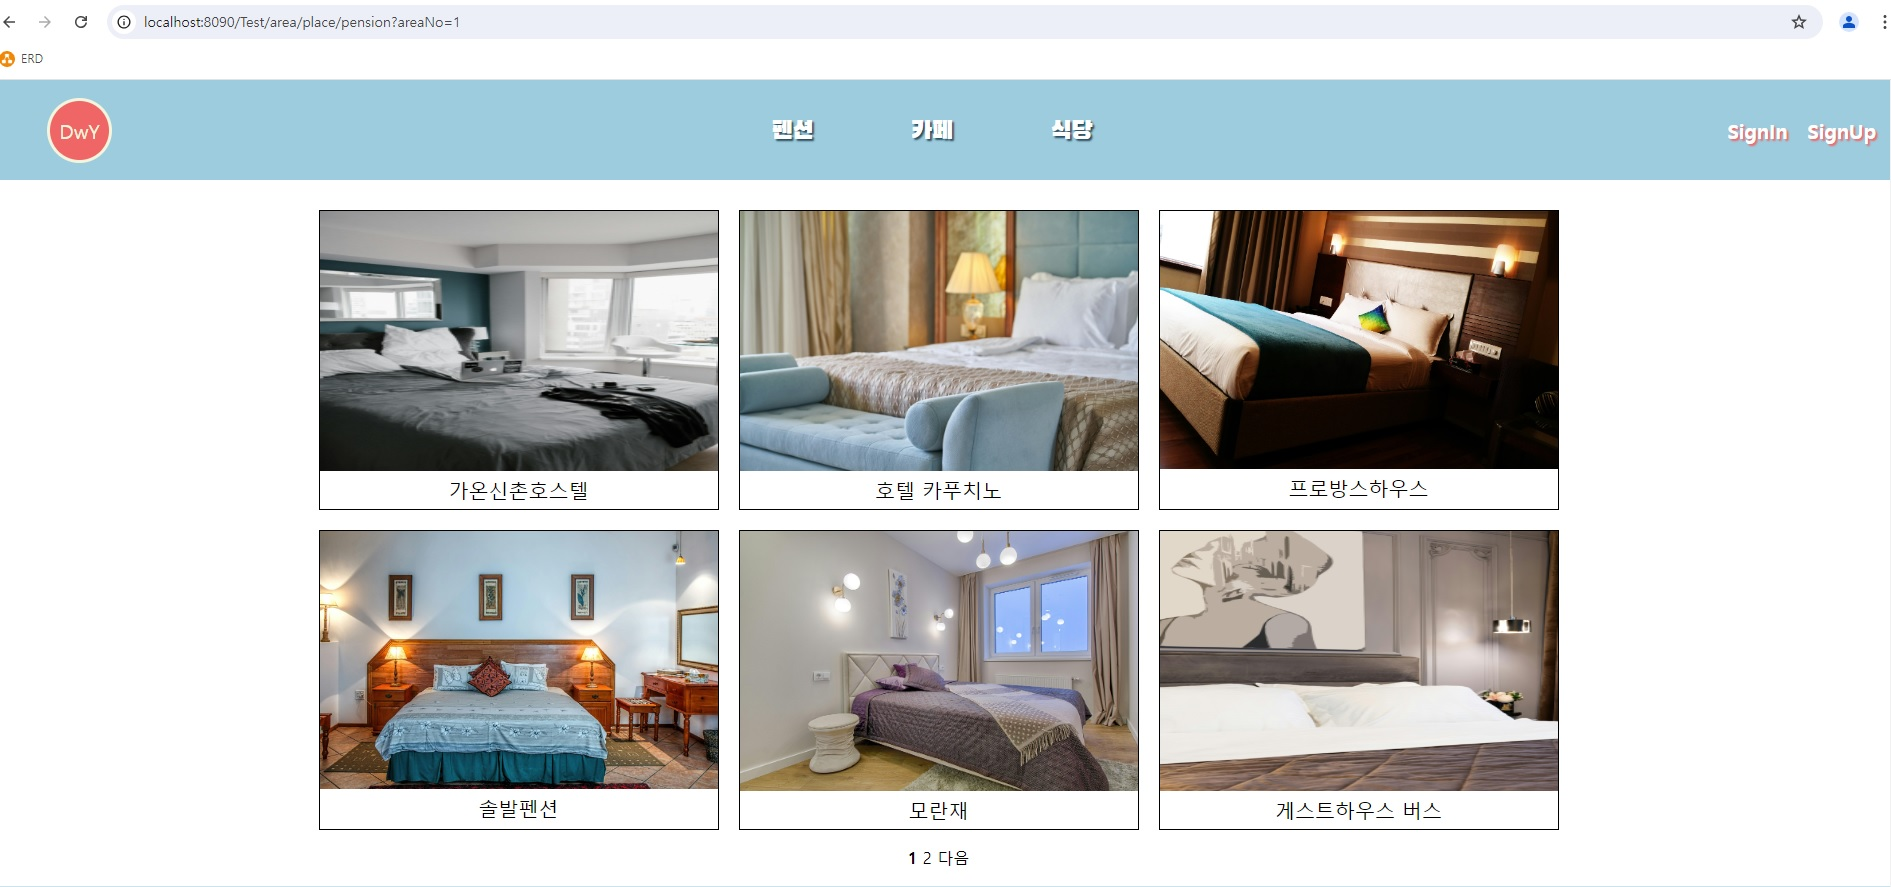 localhost:8090/Test/area/place/pension?areaNo=1
ERD
DwY 펜션 카페 식당 SignIn SignUp
가온신촌호스텔 호텔 카푸치노 프로방스하우스
솔발펜션 모란재 게스트하우스 버스
1 2 다음